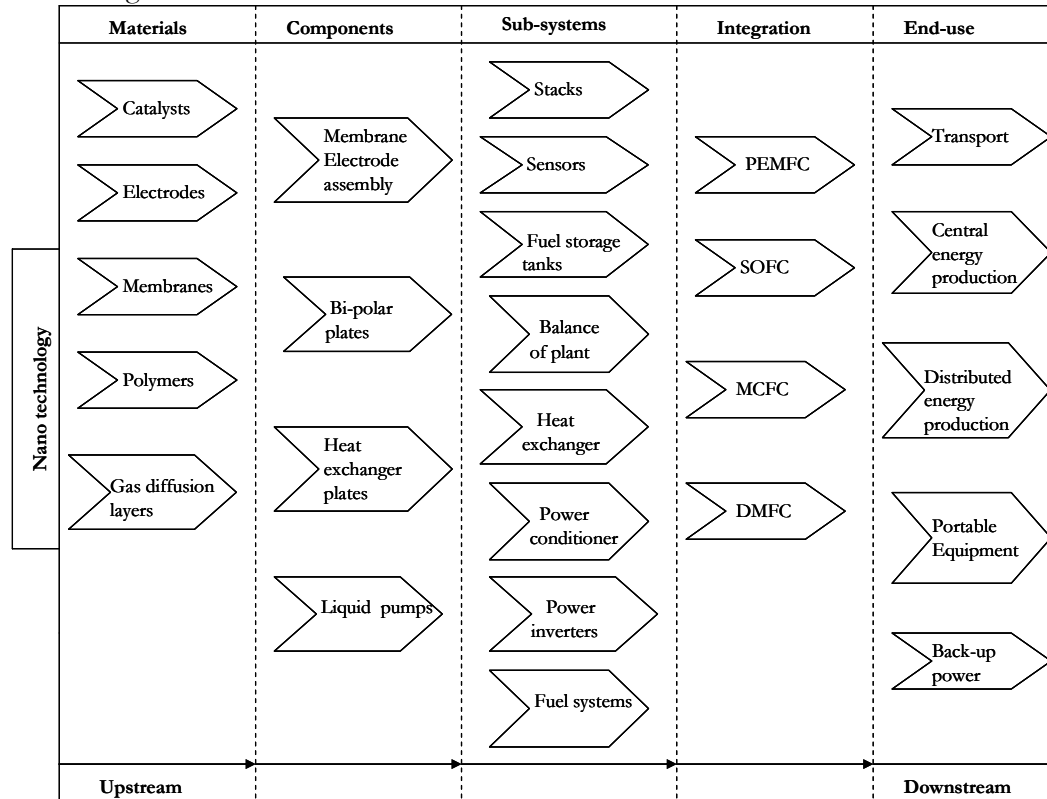 Materials
Components
Sub-systems
Integration
End-use
Nano technology
Catalysts
Electrodes
Membranes
Polymers
Gas diffusion
layers
Membrane
Electrode
assembly
Bi-polar
plates
Heat
exchanger
plates
Liquid pumps
Stacks
Sensors
Fuel storage
tanks
Balance
of plant
Heat
exchanger
Power
conditioner
Power
inverters
Fuel systems
PEMFC
SOFC
MCFC
DMFC
Transport
Central
energy
production
Distributed
energy
production
Portable
Equipment
Back-up
power
Upstream
Downstream